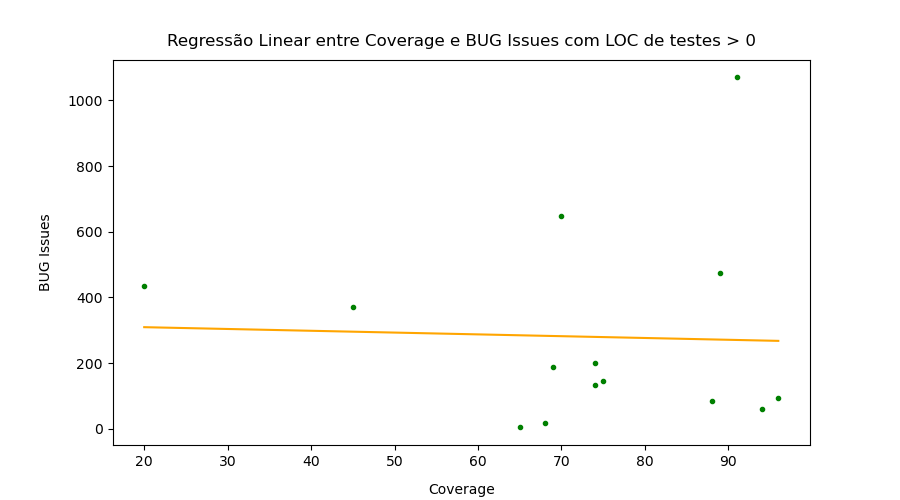 Regressão Linear entre Coverage e BUG Issues com LOC de testes > 0
1000
800
600
400
200
0
BUG Issues
20 30 40 50 60 70 80 90
Coverage